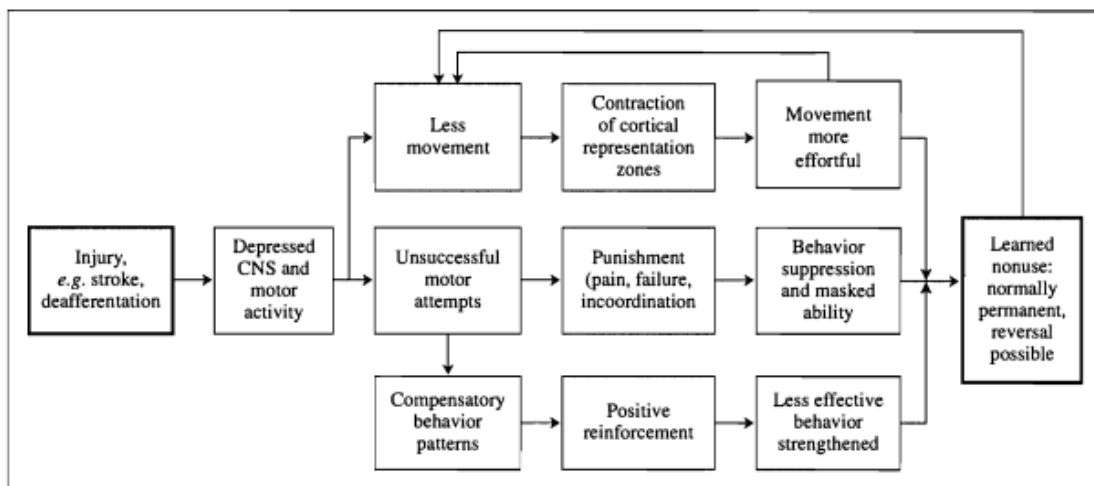 Less
movement
Contraction
of cortical
representation
zones
Movement
more
effortful
Injury,
e.g. stroke,
deafferentation
Depressed
CNS and
motor
activity
Unsuccessful
motor
attempts
Punishment
(pain, failure,
incoordination
Behavior
suppression
and masked
ability
Learned
nonuse:
normally
permanent,
reversal
possible
Compensatory
behavior
patterns
Positive
reinforcement
Less effective
behavior
strengthened